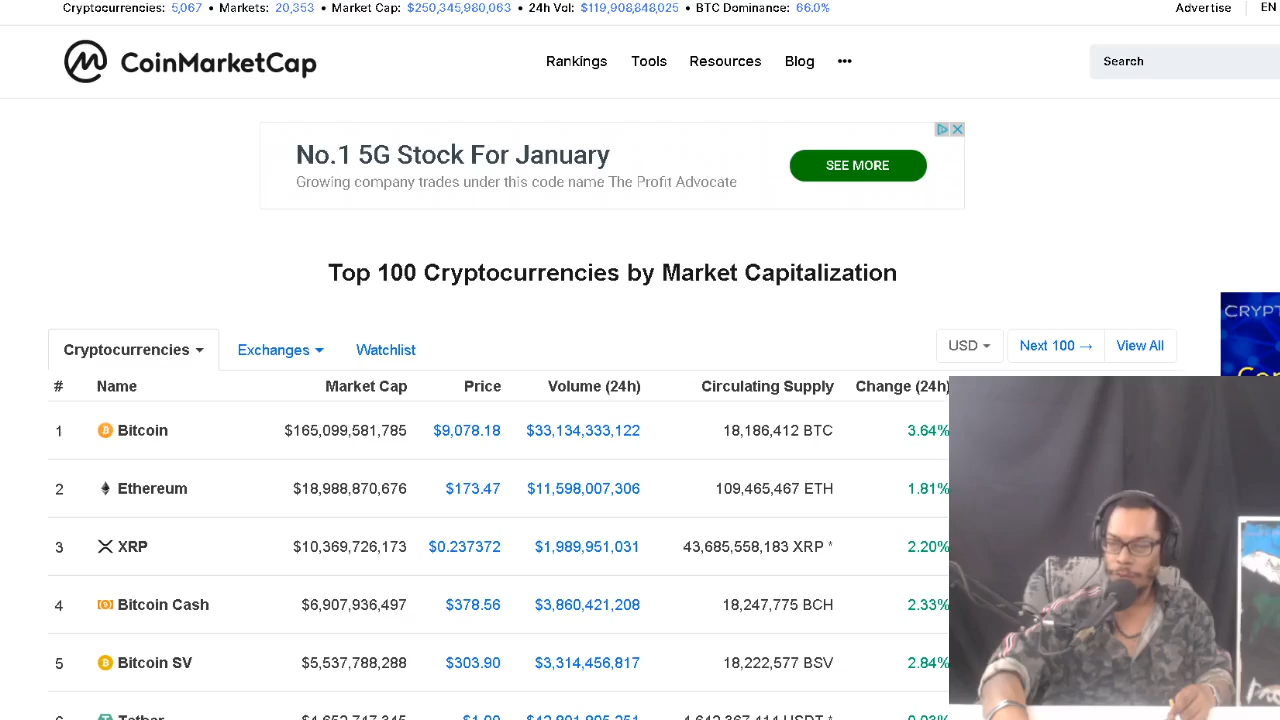 Cryptocurrencies: 5,067 • Markets: 20,353 • Market Cap: $250,345,980,063 • 24h Vol: $119,908,848,025 • BTC Dominance: 66.0% Advertise EN
CoinMarketCap Rankings Tools Resources Blog ••• Search
No.1 5G Stock For January
Growing company trades under this code name The Profit Advocate
SEE MORE
Top 100 Cryptocurrencies by Market Capitalization
CRYPT
Cryptocurrencies Exchanges Watchlist USD Next 100 → View All
# Name Market Cap Price Volume (24h) Circulating Supply Change (24h)
1 Bitcoin $165,099,581,785 $9,078.18 $33,134,333,122 18,186,412 BTC 3.64%
2 Ethereum $18,988,870,676 $173.47 $11,598,007,306 109,465,467 ETH 1.81%
3 XRP $10,369,726,173 $0.237372 $1,989,951,031 43,685,558,183 XRP * 2.20%
4 Bitcoin Cash $6,907,936,497 $378.56 $3,860,421,208 18,247,775 BCH 2.33%
5 Bitcoin SV $5,537,788,288 $303.90 $3,314,456,817 18,222,577 BSV 2.84%